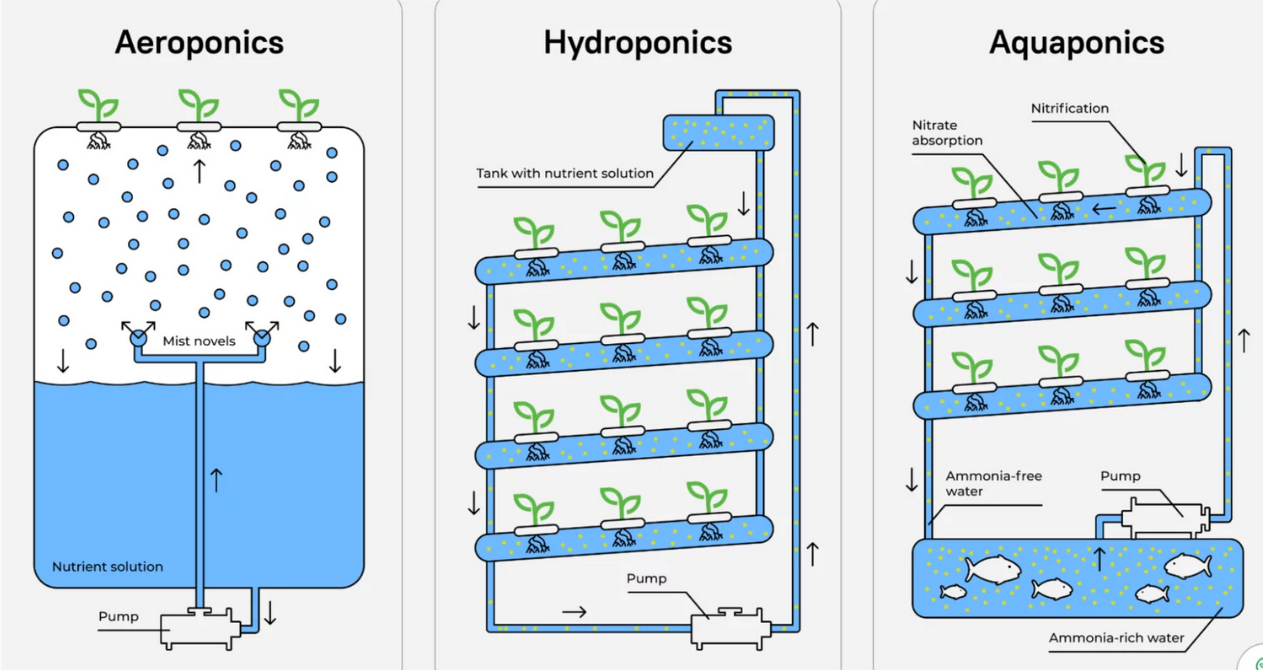 Aeroponics
Mist novels
Nutrient solution
Pump
Hydroponics
Tank with nutrient solution
Pump
Aquaponics
Nitrification
Nitrate
absorption
Ammonia-free
water
Pump
Ammonia-rich water